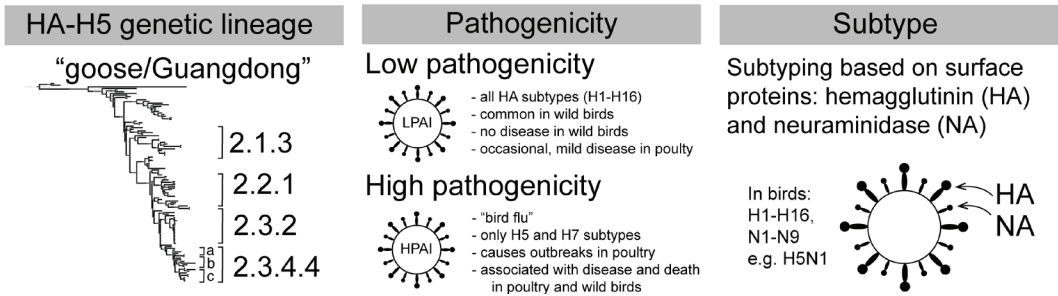 HA-H5 genetic lineage
“goose/Guangdong”
2.1.3
2.2.1
2.3.2
a
b
c
2.3.4.4
Pathogenicity
Low pathogenicity
LPAI
- all HA subtypes (H1-H16)
- common in wild birds
- no disease in wild birds
- occasional, mild disease in poulty
High pathogenicity
HPAI
- “bird flu”
- only H5 and H7 subtypes
- causes outbreaks in poultry
- associated with disease and death
in poultry and wild birds
Subtype
Subtyping based on surface
proteins: hemagglutinin (HA)
and neuraminidase (NA)
In birds:
H1-H16,
N1-N9
e.g. H5N1
HA
NA